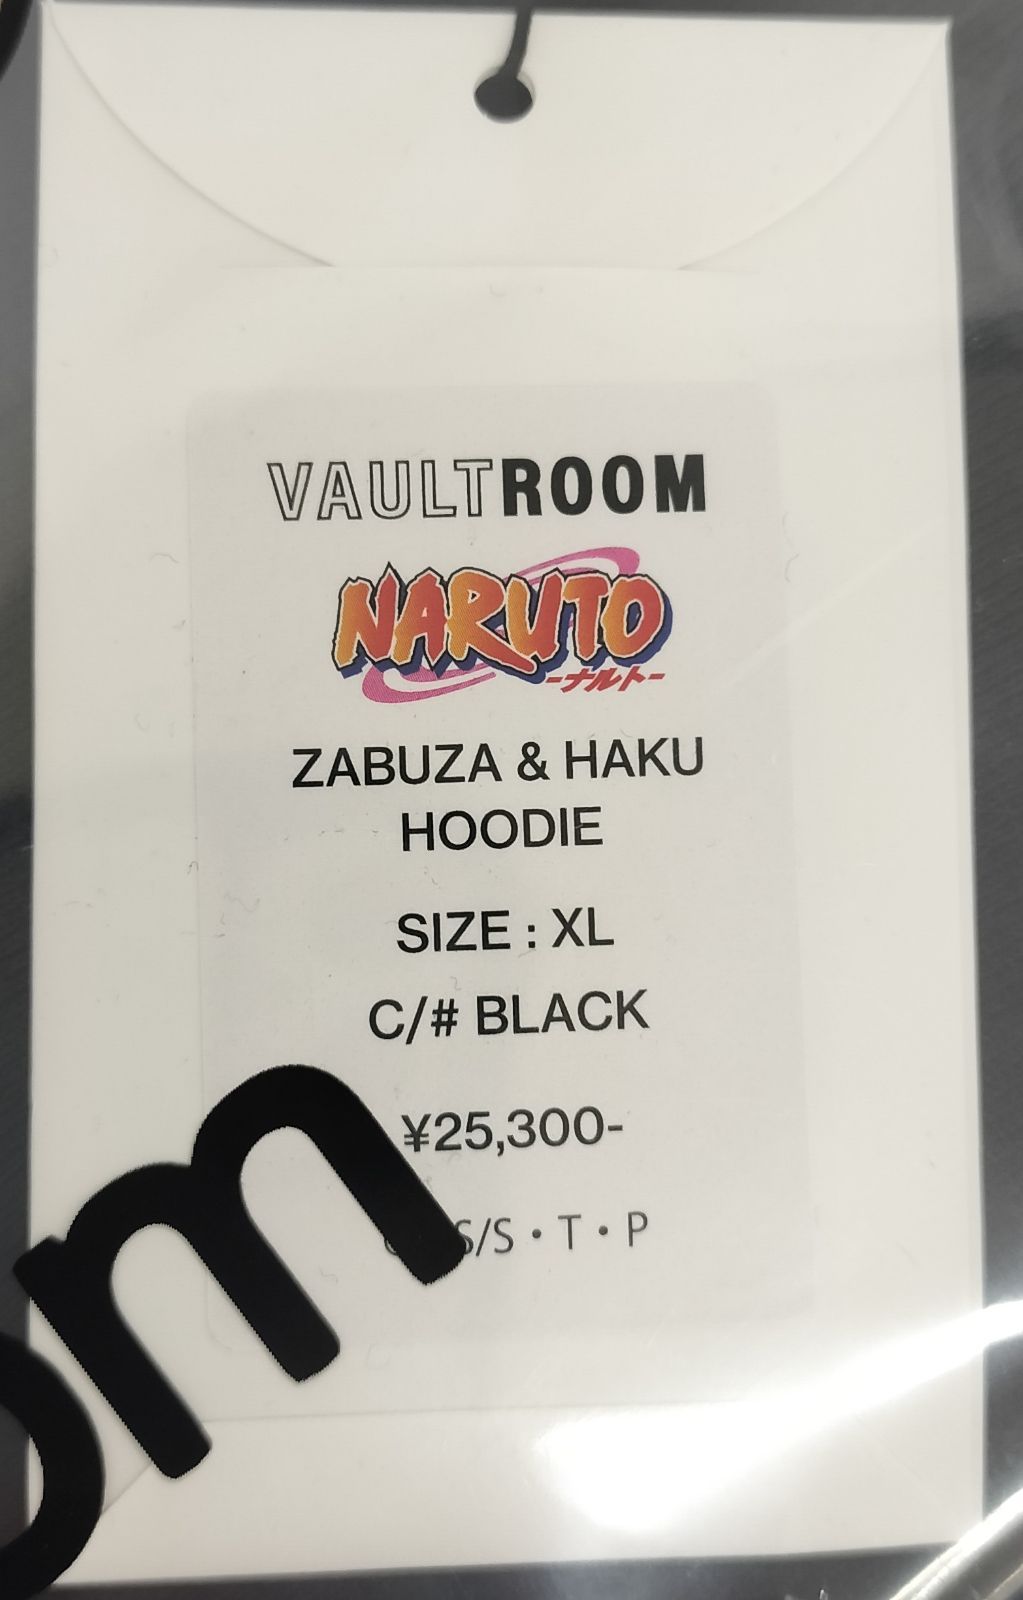 VAULTROOM
NARUTO
-ナルト-
ZABUZA & HAKU
HOODIE
SIZE : XL
C/# BLACK
¥25,300-
S/S・T・P
om